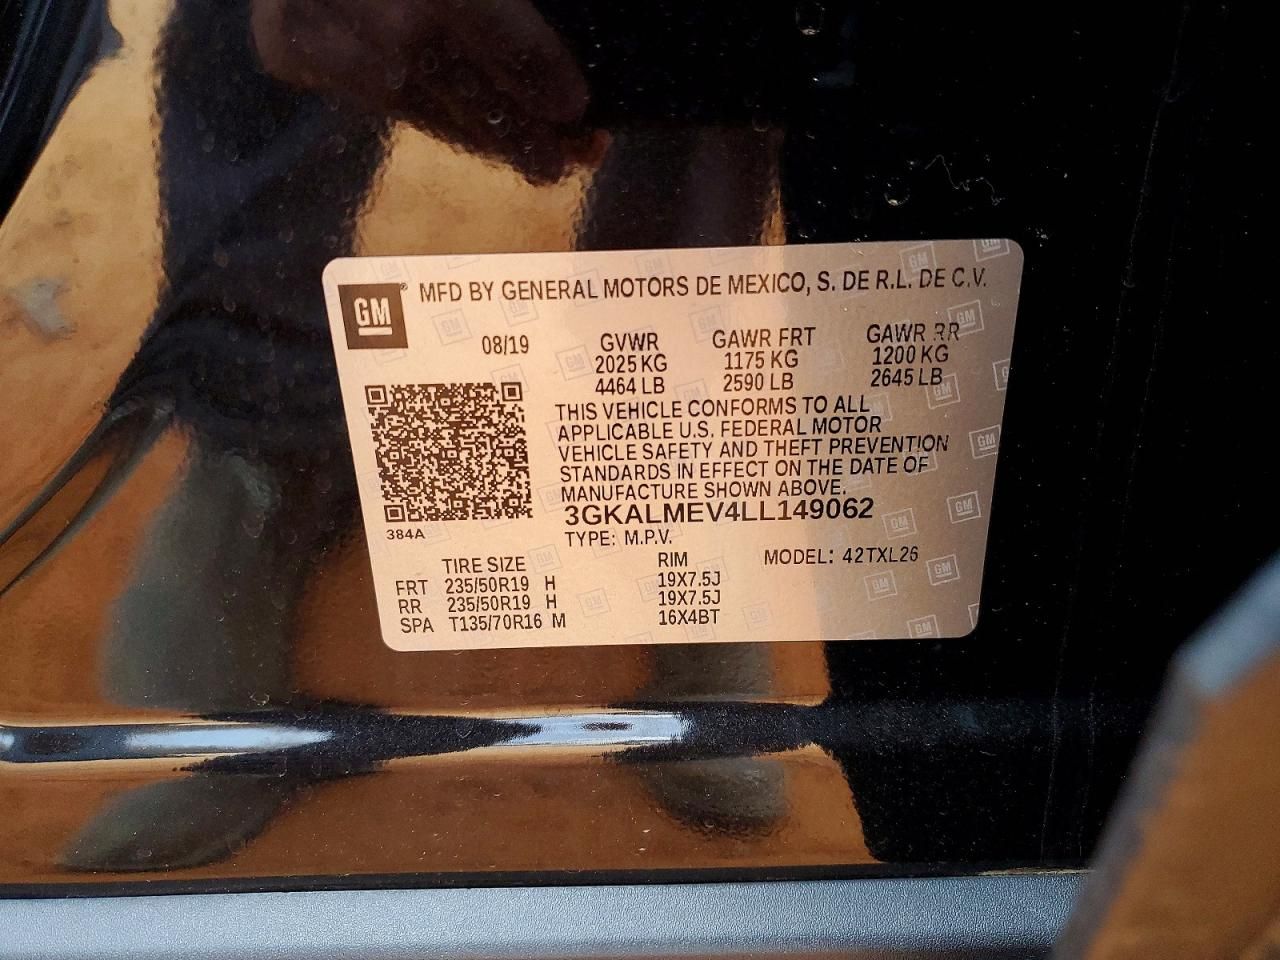 GM ® MFD BY GENERAL MOTORS DE MEXICO, S. DE R.L. DE C.V.
08/19 GVWR GAWR FRT GAWR RR
2025 KG 1175 KG 1200 KG
4464 LB 2590 LB 2645 LB
THIS VEHICLE CONFORMS TO ALL
APPLICABLE U.S. FEDERAL MOTOR
VEHICLE SAFETY AND THEFT PREVENTION
STANDARDS IN EFFECT ON THE DATE OF
MANUFACTURE SHOWN ABOVE.
3GKALMEV4LL149062
384A
TYPE: M.P.V.
MODEL: 42TXL26
TIRE SIZE RIM
FRT 235/50R19 H 19X7.5J
RR 235/50R19 H 19X7.5J
SPA T135/70R16 M 16X4BT